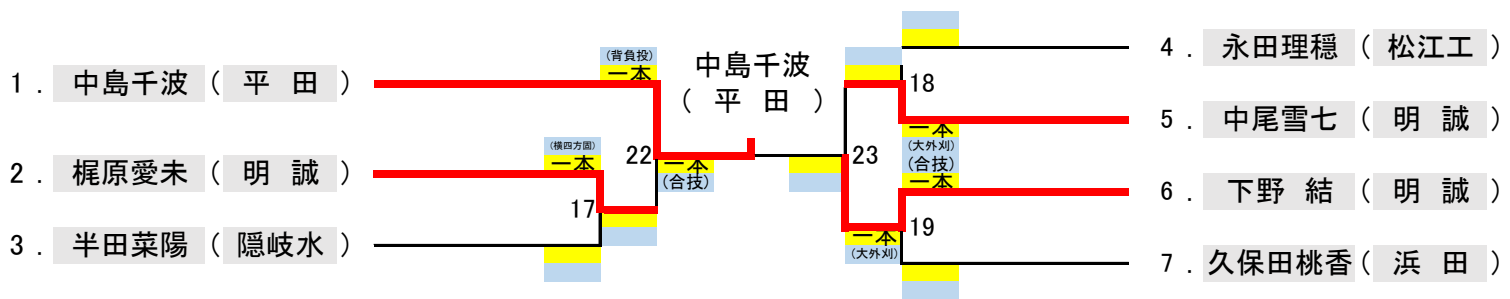 1. 中島千波 ( 平 田 )
2. 梶原愛未 ( 明 誠 )
3. 半田菜陽 ( 隠岐水 )
(背負投)
一本
(横四方固)
一本
17
22
一本
(合技)
中島千波
( 平 田 )
23
18
一本
(大外刈)
(合技)
一本
19
一本
(大外刈)
4. 永田理穏 ( 松江工 )
5. 中尾雪七 ( 明 誠 )
6. 下野 結 ( 明 誠 )
7. 久保田桃香 ( 浜 田 )